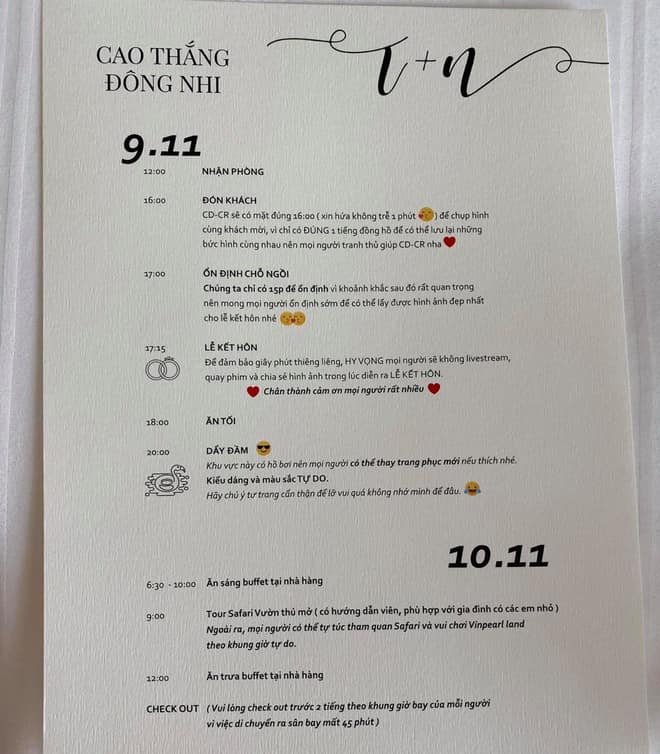 CAO THẮNG
ĐÔNG NHI
T+N
9.11
12:00 NHẬN PHÒNG
16:00 ĐÓN KHÁCH
CD-CR sẽ có mặt đúng 16:00 ( xin hứa không trễ 1 phút 😚 ) để chụp hình
cùng khách mời, vì chỉ có ĐÚNG 1 tiếng đồng hồ để có thể lưu lại những
bức hình cùng nhau nên mọi người tranh thủ giúp CD-CR nha ❤️
17:00 ỔN ĐỊNH CHỖ NGỒI
Chúng ta chỉ có 15p để ổn định vì khoảnh khắc sau đó rất quan trọng
nên mong mọi người ổn định sớm để có thể lấy được hình ảnh đẹp nhất
cho lễ kết hôn nhé 😚😚
17:15 LỄ KẾT HÔN
Để đảm bảo giây phút thiêng liêng, HY VỌNG mọi người sẽ không livestream,
quay phim và chia sẻ hình ảnh trong lúc diễn ra LỄ KẾT HÔN.
❤️ Chân thành cảm ơn mọi người rất nhiều ❤️
18:00 ĂN TỐI
20:00 DẨY ĐẦM 😎
Khu vực này có hồ bơi nên mọi người có thể thay trang phục mới nếu thích nhé.
Kiểu dáng và màu sắc TỰ DO.
Hãy chú ý tư trang cẩn thận để lỡ vui quá không nhớ mình để đâu. 😂
10.11
6:30 - 10:00 Ăn sáng buffet tại nhà hàng
9:00 Tour Safari Vườn thú mở ( có hướng dẫn viên, phù hợp với gia đình có các em nhỏ )
Ngoài ra, mọi người có thể tự túc tham quan Safari và vui chơi Vinpearl land
theo khung giờ tự do.
12:00 Ăn trưa buffet tại nhà hàng
CHECK OUT ( Vui lòng check out trước 2 tiếng theo khung giờ bay của mỗi người
vì việc di chuyển ra sân bay mất 45 phút )